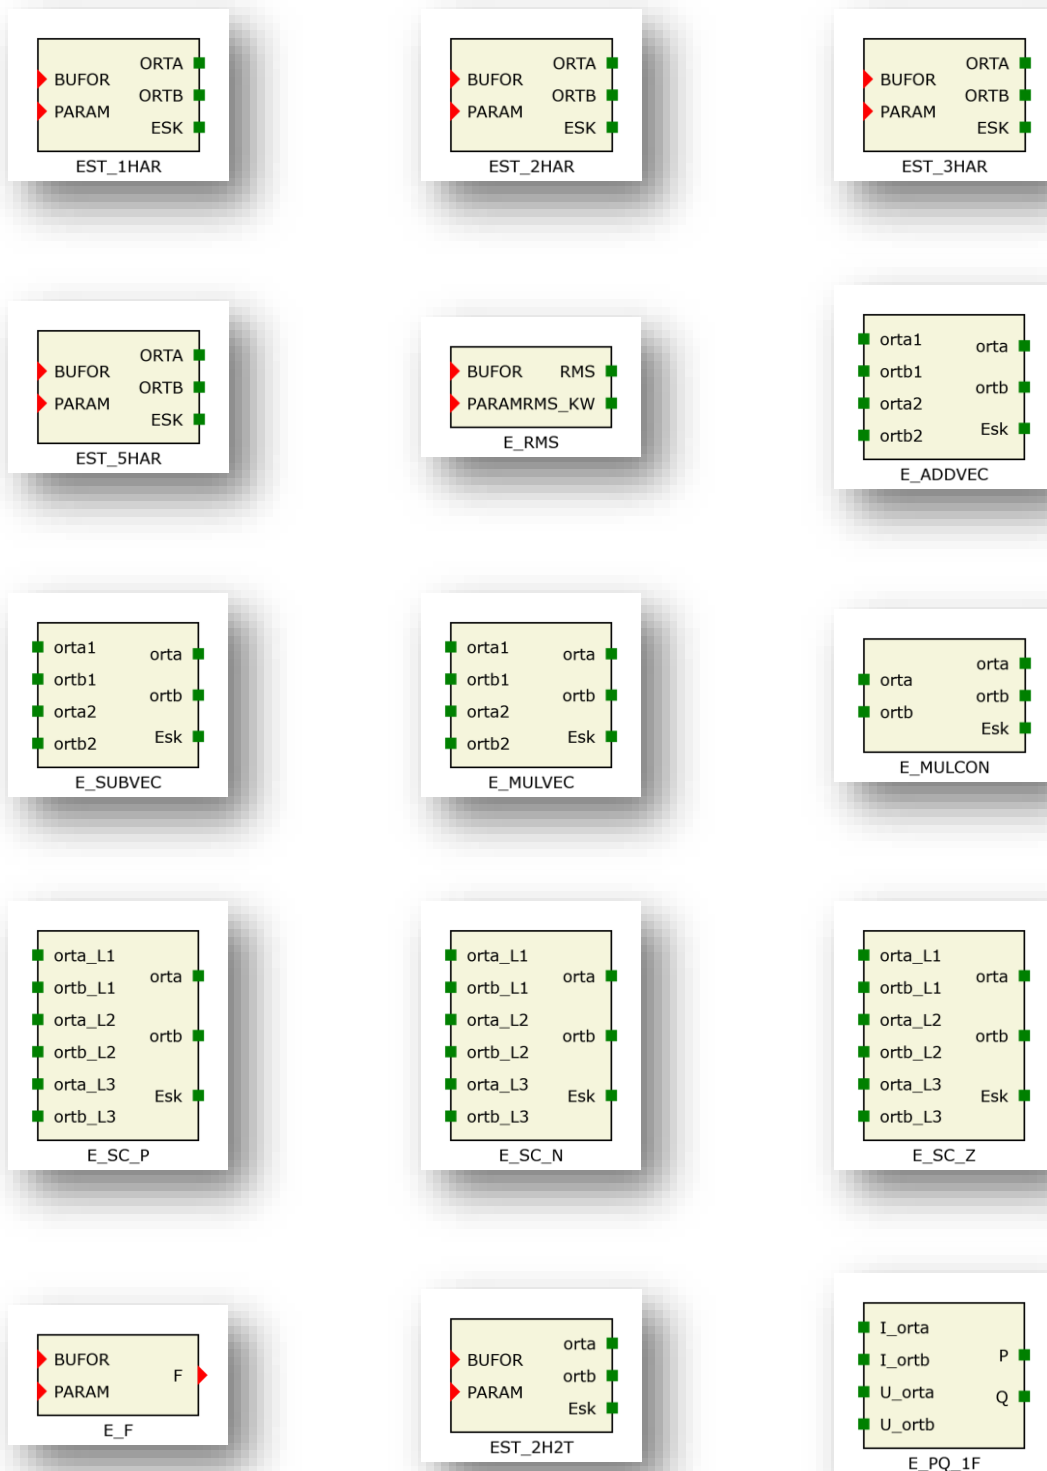 ORTA
BUFOR
ORTB
PARAM
ESK
EST_1HAR
ORTA
BUFOR
ORTB
PARAM
ESK
EST_2HAR
ORTA
BUFOR
ORTB
PARAM
ESK
EST_3HAR
ORTA
BUFOR
ORTB
PARAM
ESK
EST_5HAR
BUFOR RMS
PARAMRMS_KW
E_RMS
orta1
orta
ortb1
ortb
orta2
Esk
ortb2
E_ADDVEC
orta1
orta
ortb1
ortb
orta2
Esk
ortb2
E_SUBVEC
orta1
orta
ortb1
ortb
orta2
Esk
ortb2
E_MULVEC
orta
orta
ortb
ortb
Esk
E_MULCON
orta_L1
orta
ortb_L1
orta_L2
ortb
ortb_L2
orta_L3
Esk
ortb_L3
E_SC_P
orta_L1
orta
ortb_L1
orta_L2
ortb
ortb_L2
orta_L3
Esk
ortb_L3
E_SC_N
orta_L1
orta
ortb_L1
orta_L2
ortb
ortb_L2
orta_L3
Esk
ortb_L3
E_SC_Z
BUFOR
F
PARAM
E_F
orta
BUFOR
ortb
PARAM
Esk
EST_2H2T
I_orta
P
I_ortb
U_orta
Q
U_ortb
E_PQ_1F